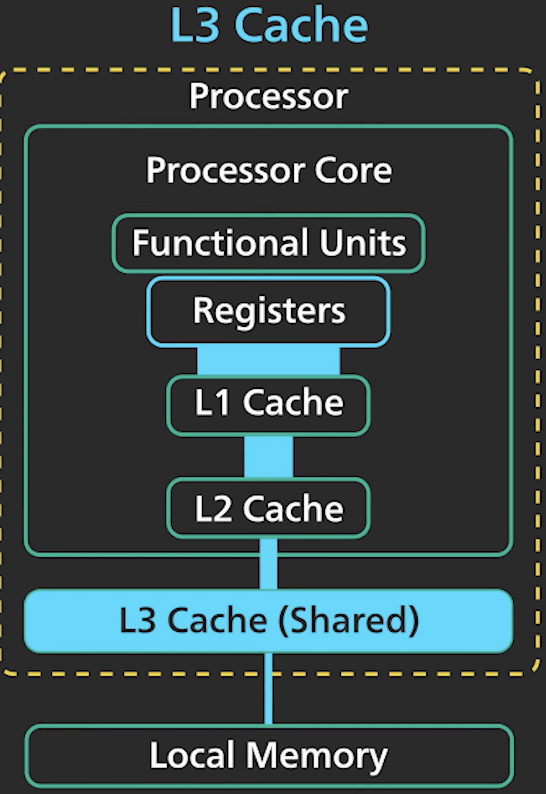 L3 Cache
Processor
Processor Core
Functional Units
Registers
L1 Cache
L2 Cache
L3 Cache (Shared)
Local Memory